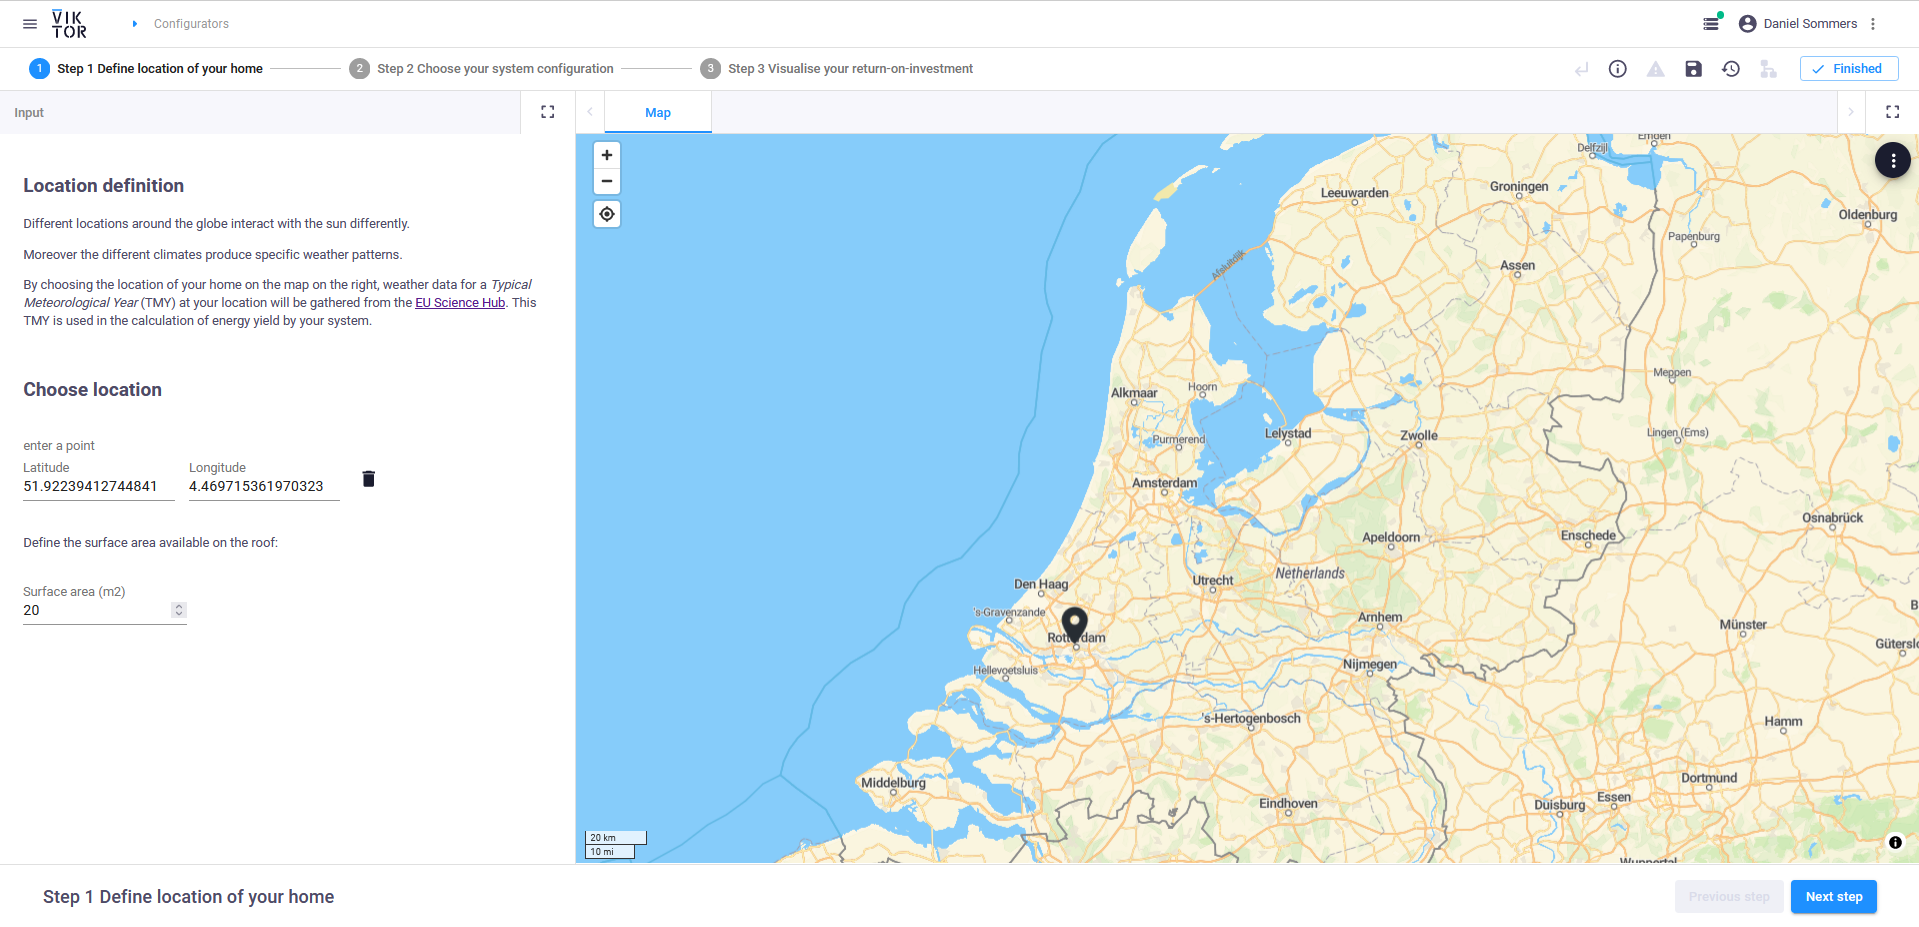 VIK
TOR
Configurators
Daniel Sommers
1 Step 1 Define location of your home
2 Step 2 Choose your system configuration
3 Step 3 Visualise your return-on-investment
Finished
Input
Map
Location definition
Different locations around the globe interact with the sun differently.
Moreover the different climates produce specific weather patterns.
By choosing the location of your home on the map on the right, weather data for a Typical
Meteorological Year (TMY) at your location will be gathered from the EU Science Hub. This
TMY is used in the calculation of energy yield by your system.
Choose location
enter a point
Latitude
51.92239412744841
Longitude
4.469715361970323
Define the surface area available on the roof:
Surface area (m2)
20
Emden
Delfzijl
Leeuwarden
Groningen
Oldenburg
Papenburg
Afsluitdijk
Assen
Meppen
Hoorn
Alkmaar
Lelystad
Zwolle
Lingen (Ems)
Purmerend
Amsterdam
Osnabrück
Apeldoorn
Enschede
Netherlands
Utrecht
Den Haag
's-Gravenzande
Arnhem
Münster
Rotterdam
Nijmegen
Hellevoetsluis
's-Hertogenbosch
Hamm
Middelburg
Dortmund
Essen
Duisburg
Eindhoven
20 km
10 mi
Step 1 Define location of your home
Previous step
Next step